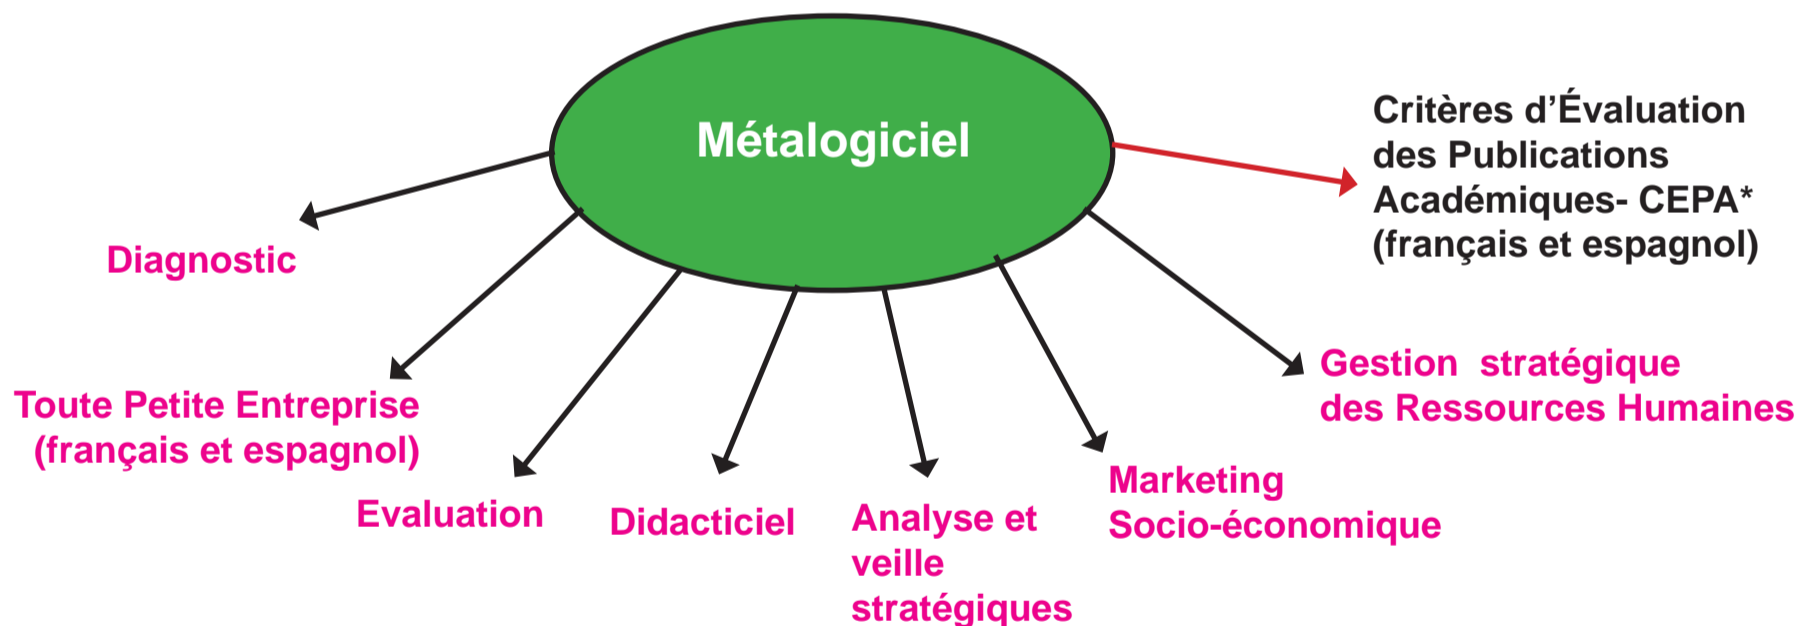 Métalogiciel
Critères d’Évaluation
des Publications
Académiques- CEPA*
(français et espagnol)
Diagnostic
Toute Petite Entreprise
(français et espagnol)
Evaluation
Didacticiel
Analyse et
veille
stratégiques
Marketing
Socio-économique
Gestion stratégique
des Ressources Humaines